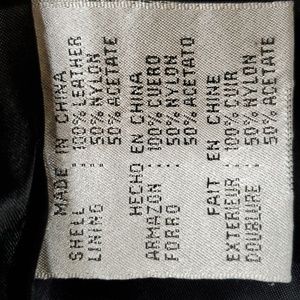 MADE IN CHINA
SHELL : 100% LEATHER
LINING : 50% NYLON
50% ACETATE
HECHO EN CHINA
ARMAZON : 100% CUERO
FORRO : 50% NYLON
50% ACETATO
FAIT EN CHINE
EXTERIEUR : 100% CUIR
DOUBLURE : 50% NYLON
50% ACETATE